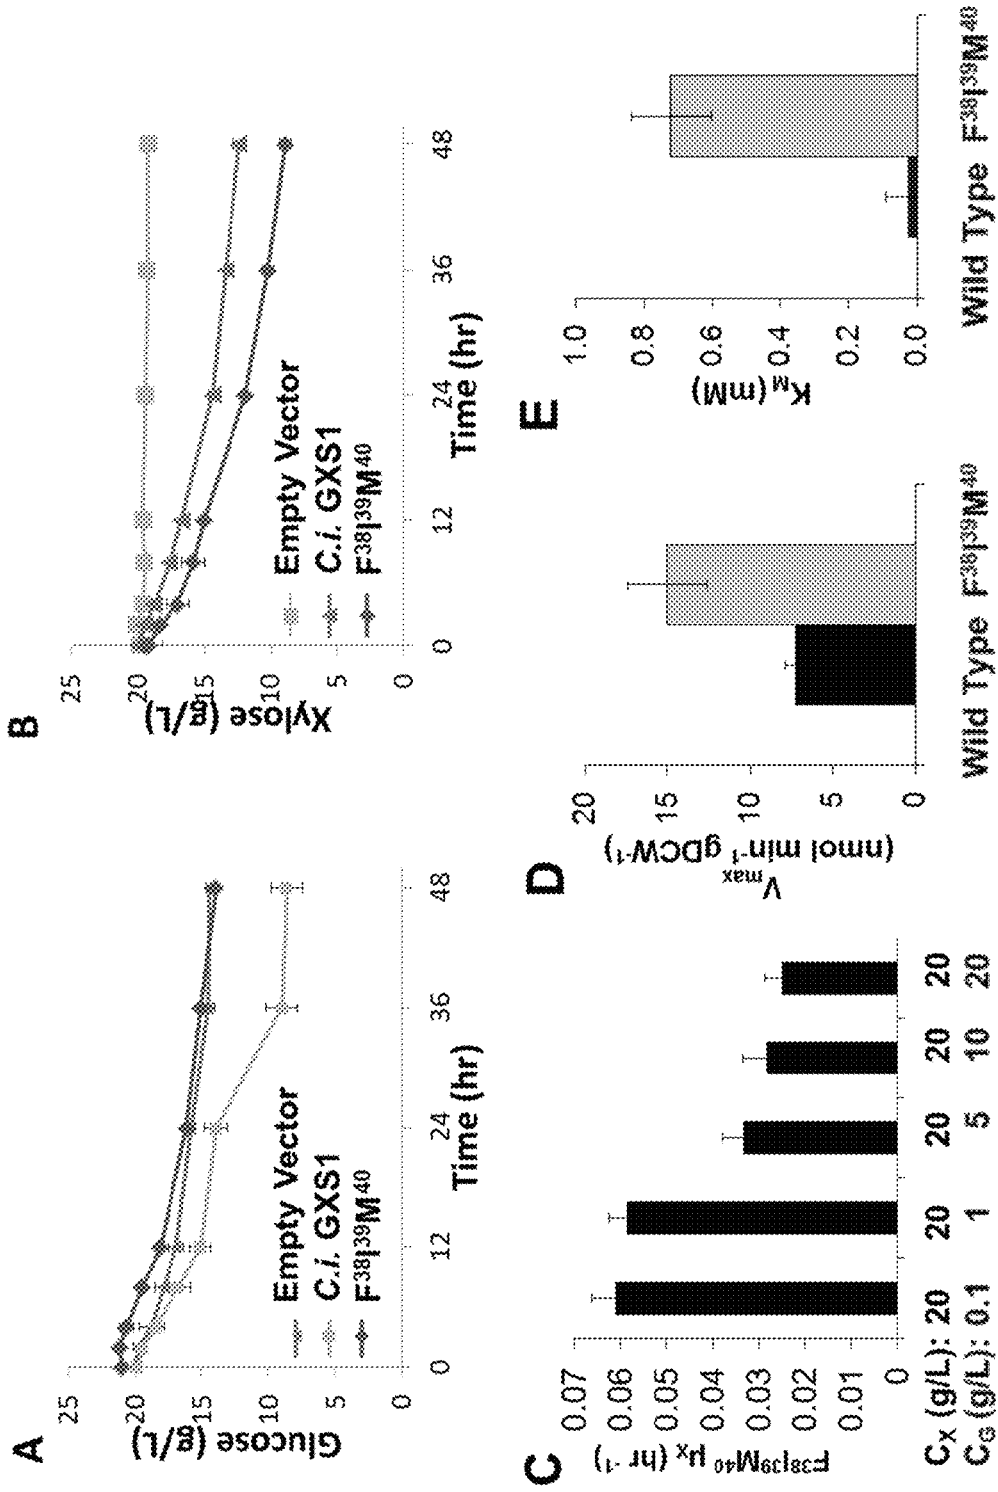 A
Glucose (g/L)
25
20
15
10
5
0
Empty Vector
C.i. GXS1
F38I39M40
0 12 24 36 48
Time (hr)
B
Xylose (g/L)
25
20
15
10
5
0
Empty Vector
C.i. GXS1
F38I39M40
0 12 24 36 48
Time (hr)
C
F38I39M40 μX (hr -1)
0.07
0.06
0.05
0.04
0.03
0.02
0.01
0
CX (g/L): 20 20 20 20 20
CG (g/L): 0.1 1 5 10 20
D
Vmax
(nmol min-1 gDCW-1)
20
15
10
5
0
Wild Type F38I39M40
E
KM (mM)
1.0
0.8
0.6
0.4
0.2
0.0
Wild Type F38I39M40